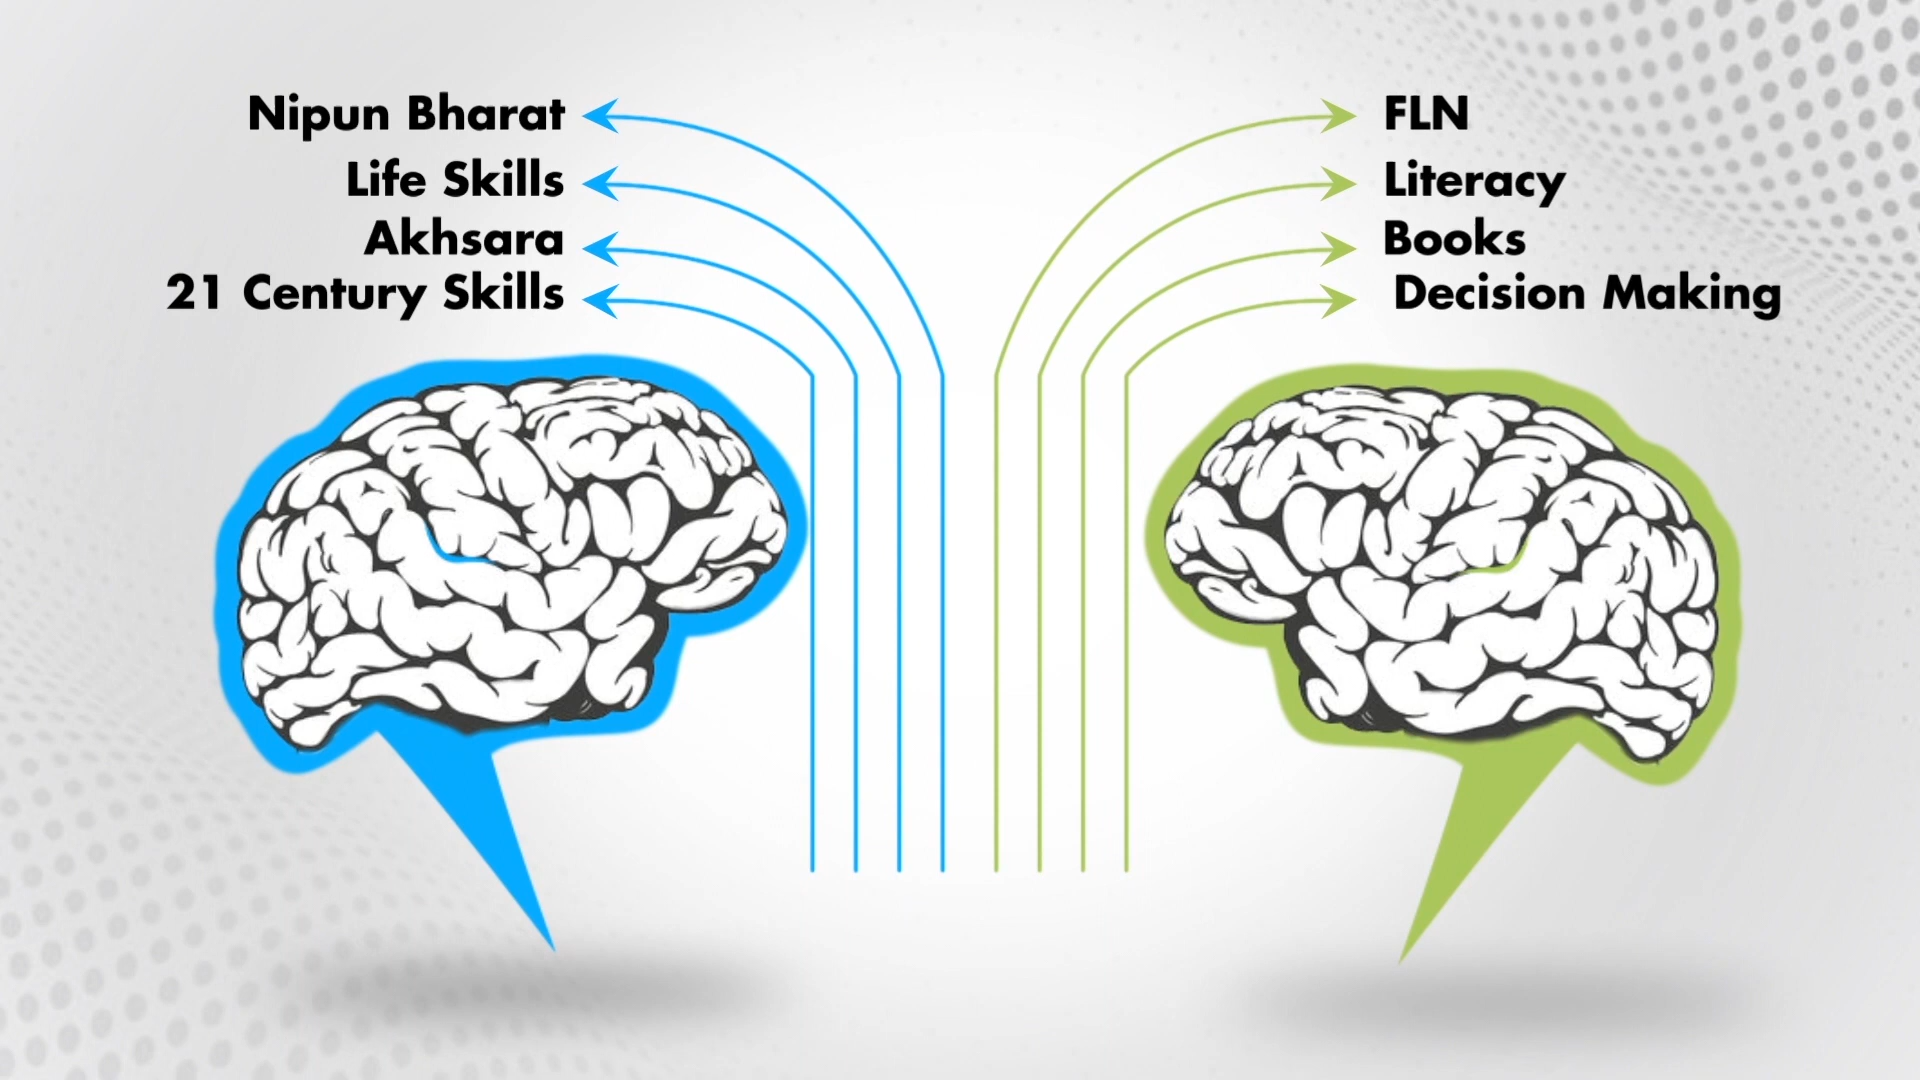 Nipun Bharat
Life Skills
Akhsara
21 Century Skills
FLN
Literacy
Books
Decision Making